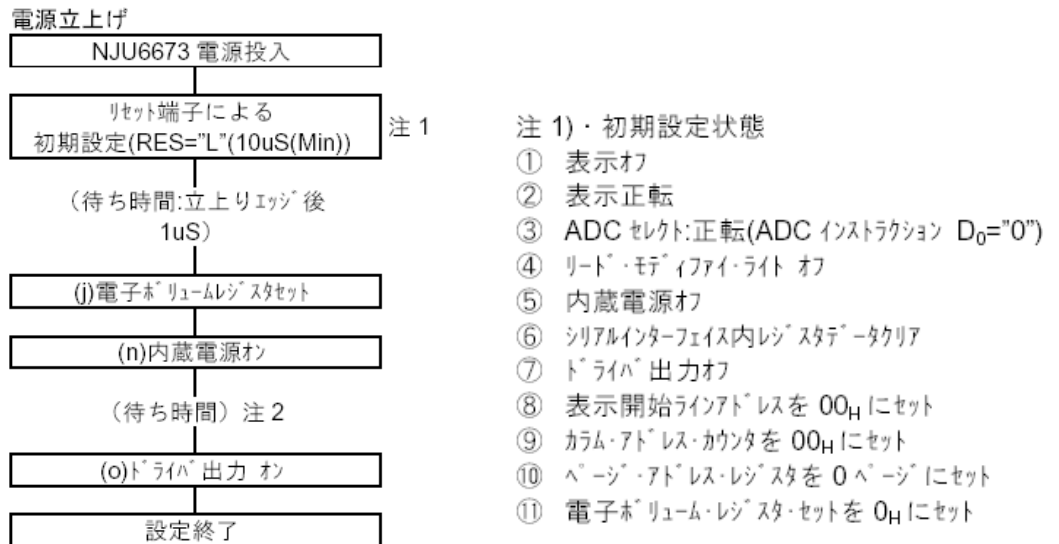 電源立上げ
NJU6673 電源投入
ﾘｾｯﾄ端子による
初期設定(RES="L"(10uS(Min))
注 1
(待ち時間:立上りｴｯｼﾞ後
1uS)
(j)電子ﾎﾞﾘｭｰﾑﾚｼﾞｽﾀｾｯﾄ
(n)内蔵電源ｵﾝ
(待ち時間) 注 2
(o)ﾄﾞﾗｲﾊﾞ出力 ｵﾝ
設定終了
注 1)・初期設定状態
① 表示ｵﾌ
② 表示正転
③ ADC ｾﾚｸﾄ:正転(ADC ｲﾝｽﾄﾗｸｼｮﾝ D₀="0")
④ ﾘｰﾄﾞ・ﾓﾃﾞｨﾌｧｲ・ﾗｲﾄ ｵﾌ
⑤ 内蔵電源ｵﾌ
⑥ ｼﾘｱﾙｲﾝﾀｰﾌｪｲｽ内ﾚｼﾞｽﾀﾃﾞｰﾀｸﾘｱ
⑦ ﾄﾞﾗｲﾊﾞ出力ｵﾌ
⑧ 表示開始ﾗｲﾝｱﾄﾞﾚｽを 00H にｾｯﾄ
⑨ ｶﾗﾑ・ｱﾄﾞﾚｽ・ｶｳﾝﾀを 00H にｾｯﾄ
⑩ ﾍﾟｰｼﾞ・ｱﾄﾞﾚｽ・ﾚｼﾞｽﾀを 0 ﾍﾟｰｼﾞにｾｯﾄ
⑪ 電子ﾎﾞﾘｭｰﾑ・ﾚｼﾞｽﾀ・ｾｯﾄを 0H にｾｯﾄ